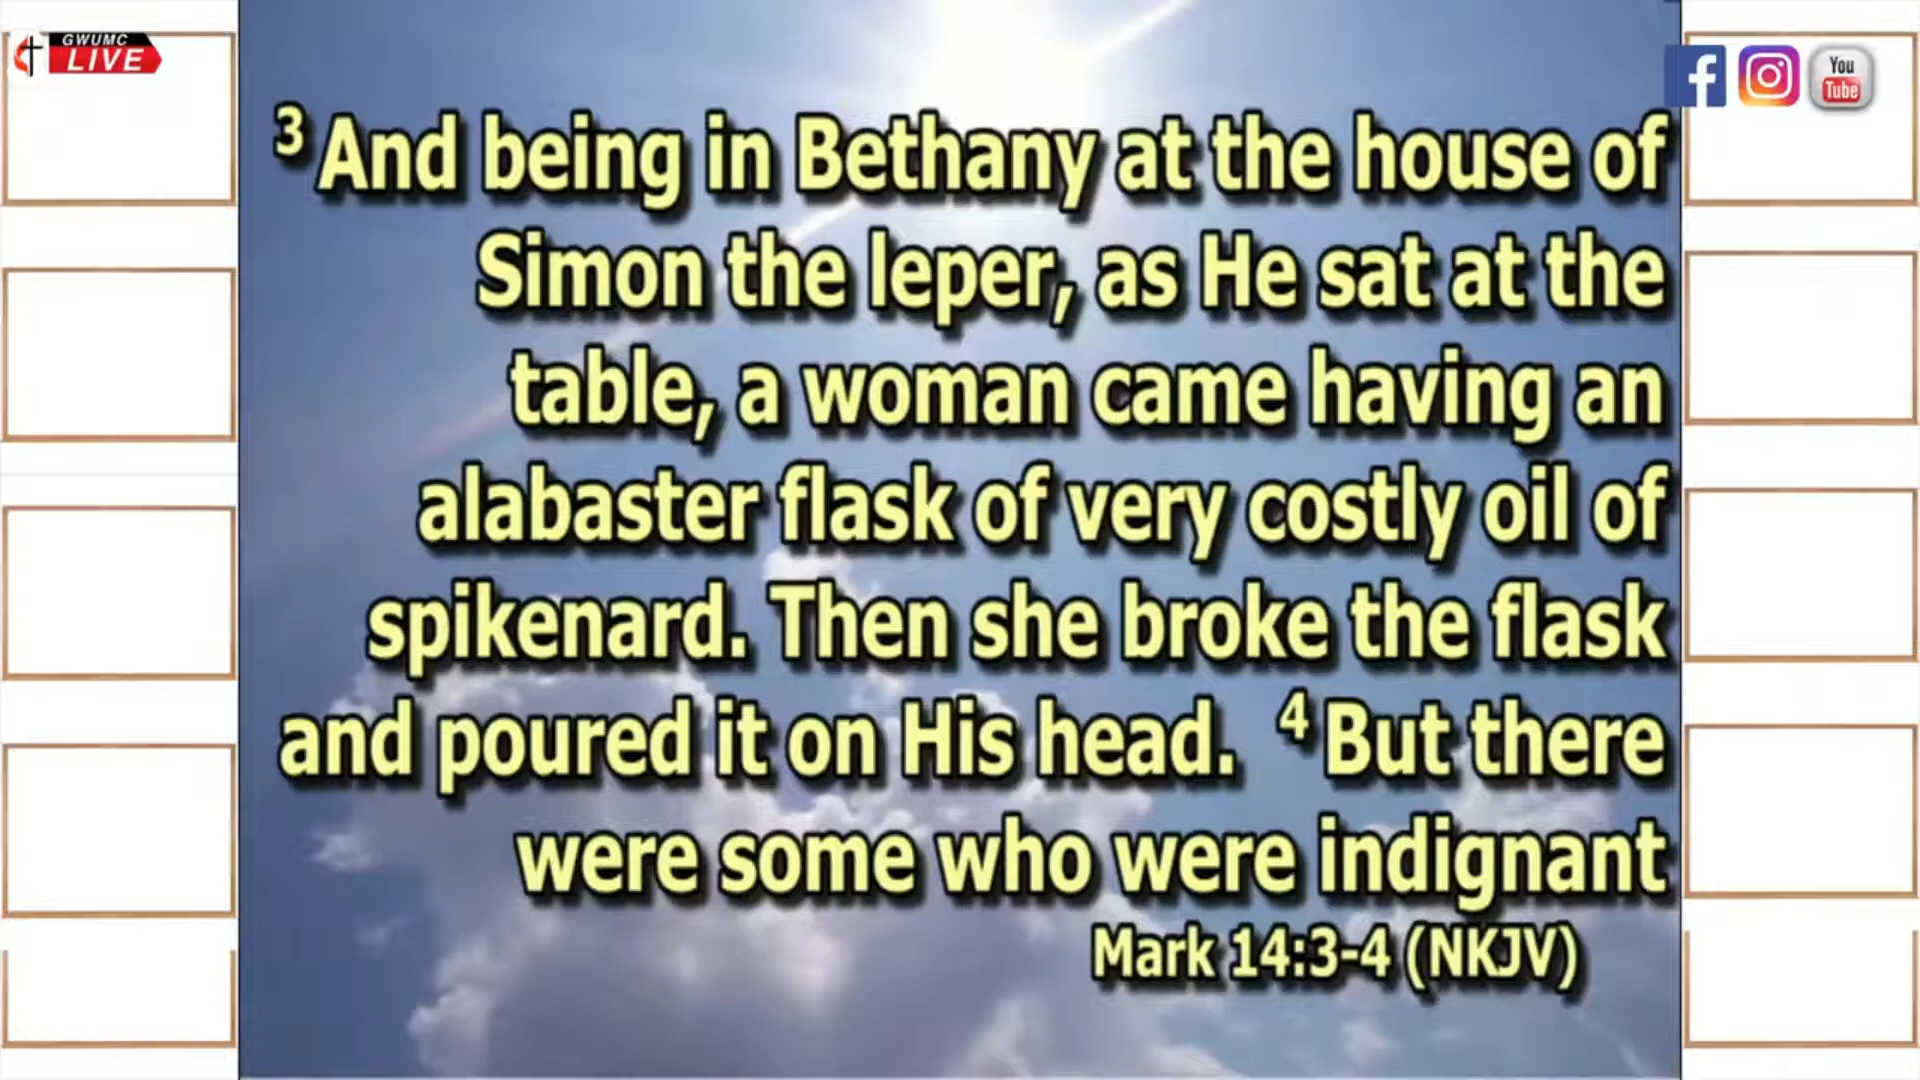 GWUMC
LIVE
You
Tube
3 And being in Bethany at the house of
Simon the leper, as He sat at the
table, a woman came having an
alabaster flask of very costly oil of
spikenard. Then she broke the flask
and poured it on His head. 4 But there
were some who were indignant
Mark 14:3-4 (NKJV)